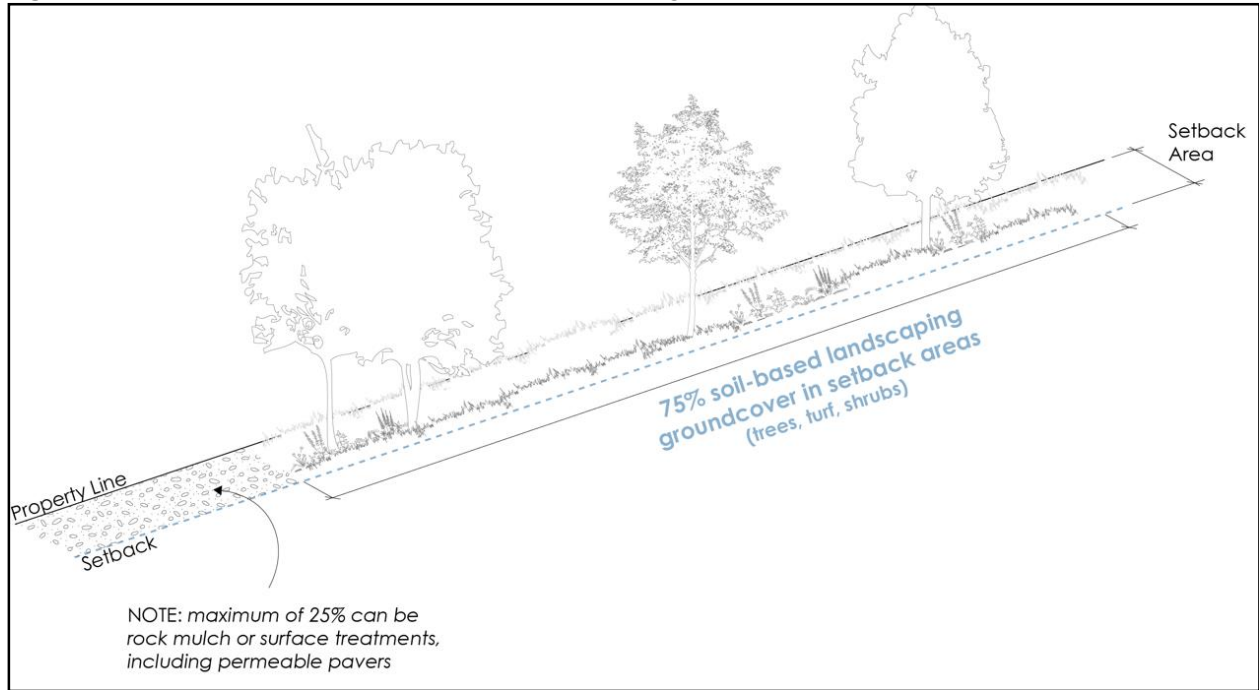 Setback
Area
75% soil-based landscaping
groundcover in setback areas
(trees, turf, shrubs)
Property Line
Setback
NOTE: maximum of 25% can be
rock mulch or surface treatments,
including permeable pavers